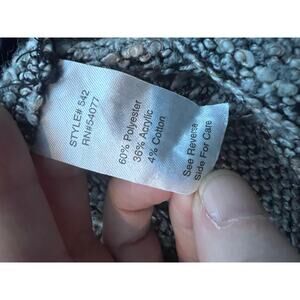 STYLE# 542
RN#54077
60% Polyester
36% Acrylic
4% Cotton
See Reverse
Side For Care